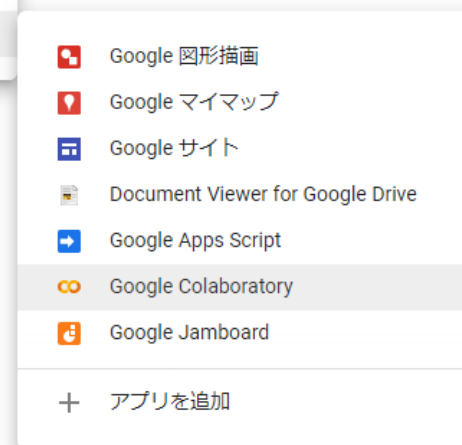 Google 図形描画
Google マイマップ
Google サイト
Document Viewer for Google Drive
Google Apps Script
Google Colaboratory
Google Jamboard
アプリを追加